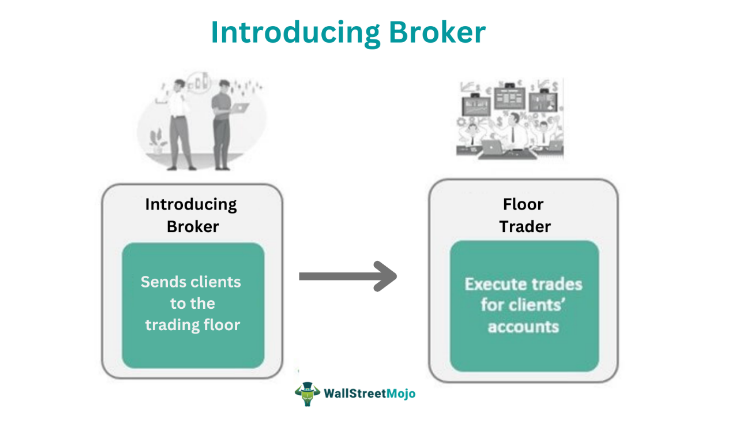 Introducing Broker
Introducing
Broker
Sends clients
to the
trading floor
Floor
Trader
Execute trades
for clients'
accounts
WallStreetMojo